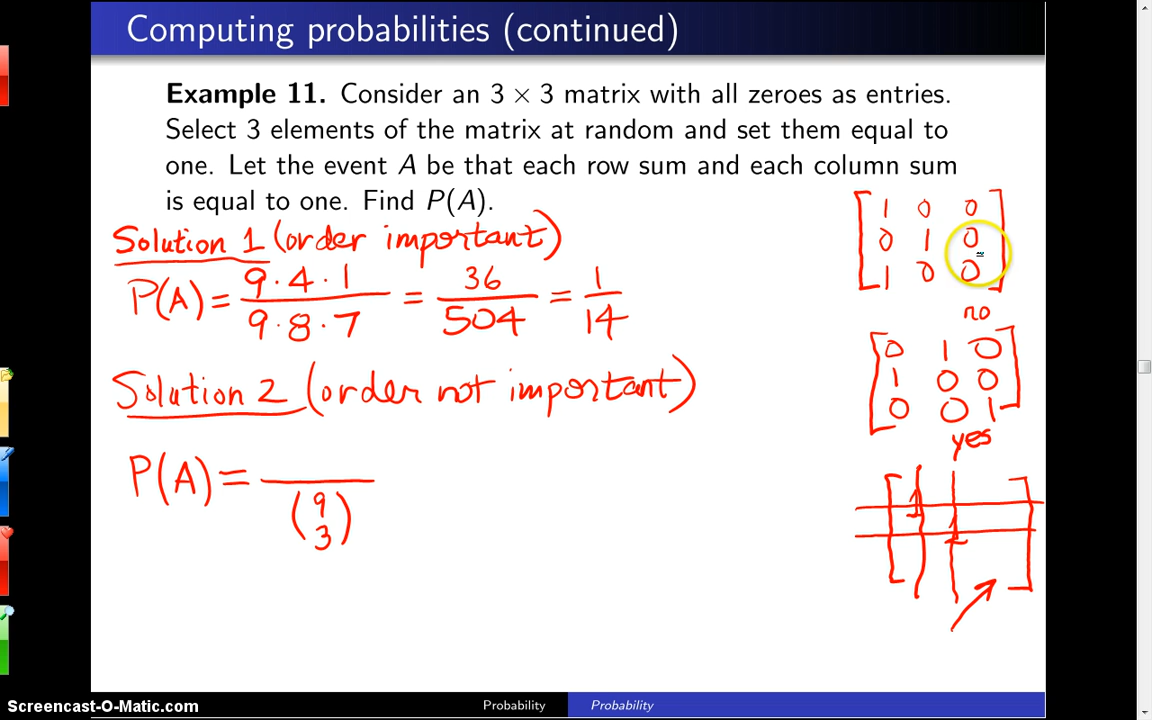 Computing probabilities (continued)
Example 11. Consider an 3 × 3 matrix with all zeroes as entries.
Select 3 elements of the matrix at random and set them equal to
one. Let the event A be that each row sum and each column sum
is equal to one. Find P(A).
Solution 1 (order important)
P(A) = 9·4·1 / 9·8·7 = 36 / 504 = 1 / 14
Solution 2 (order not important)
P(A) = / (9 3)
1 0 0
0 1 0
1 0 0
no
0 1 0
1 0 0
0 0 1
yes
1
1
Probability
Probability
Screencast-O-Matic.com